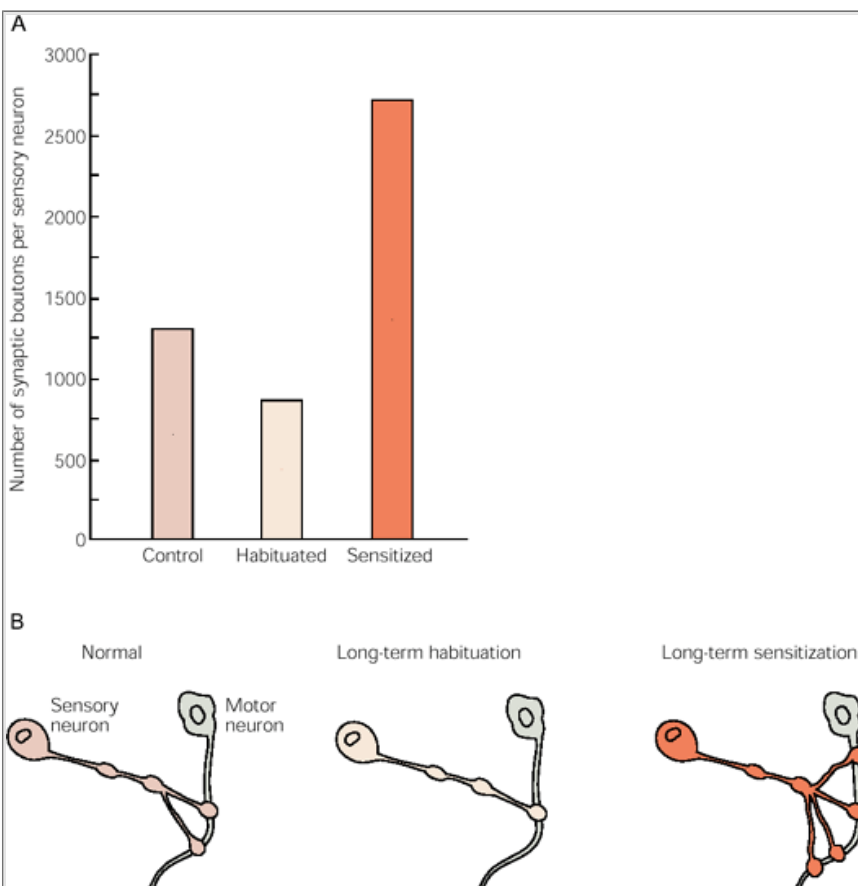 A
Number of synaptic boutons per sensory neuron
3000
2500
2000
1500
1000
500
0
Control
Habituated
Sensitized
B
Normal
Long-term habituation
Long-term sensitization
Sensory
neuron
Motor
neuron